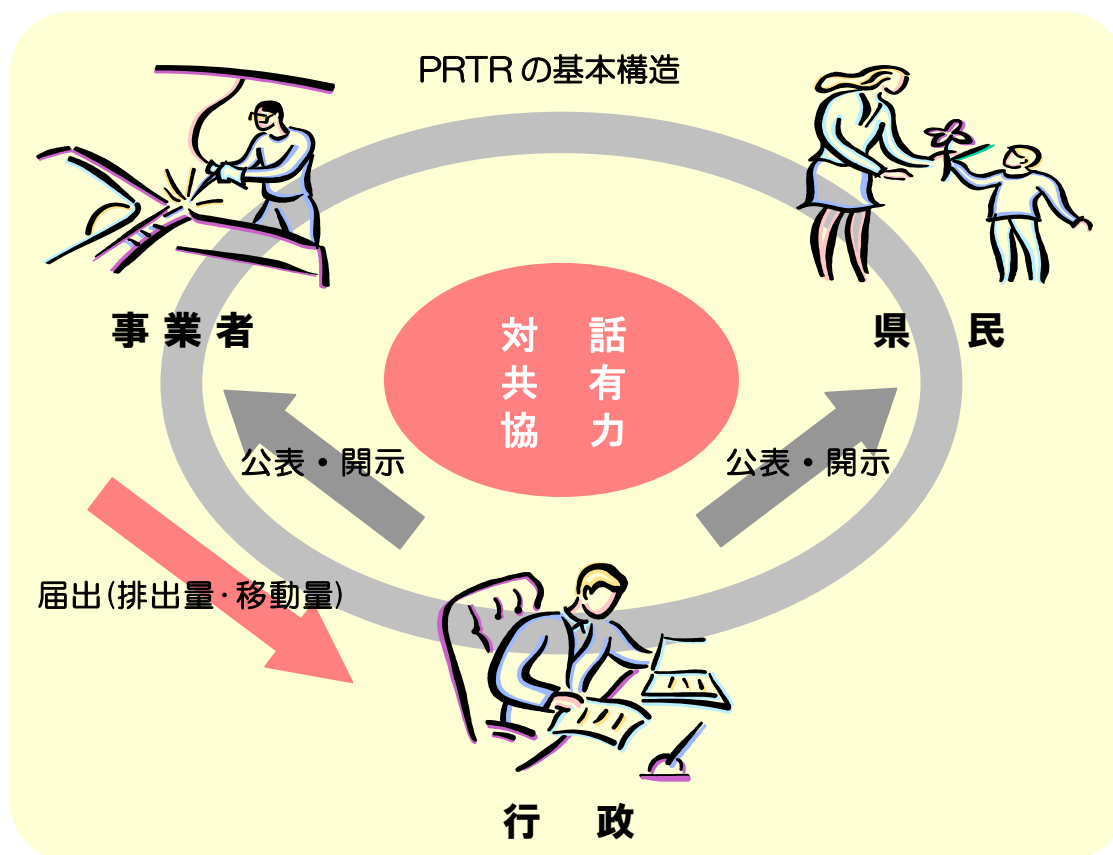 PRTRの基本構造
事業者
県民
対話
共有
協力
公表・開示
公表・開示
届出(排出量・移動量)
行政